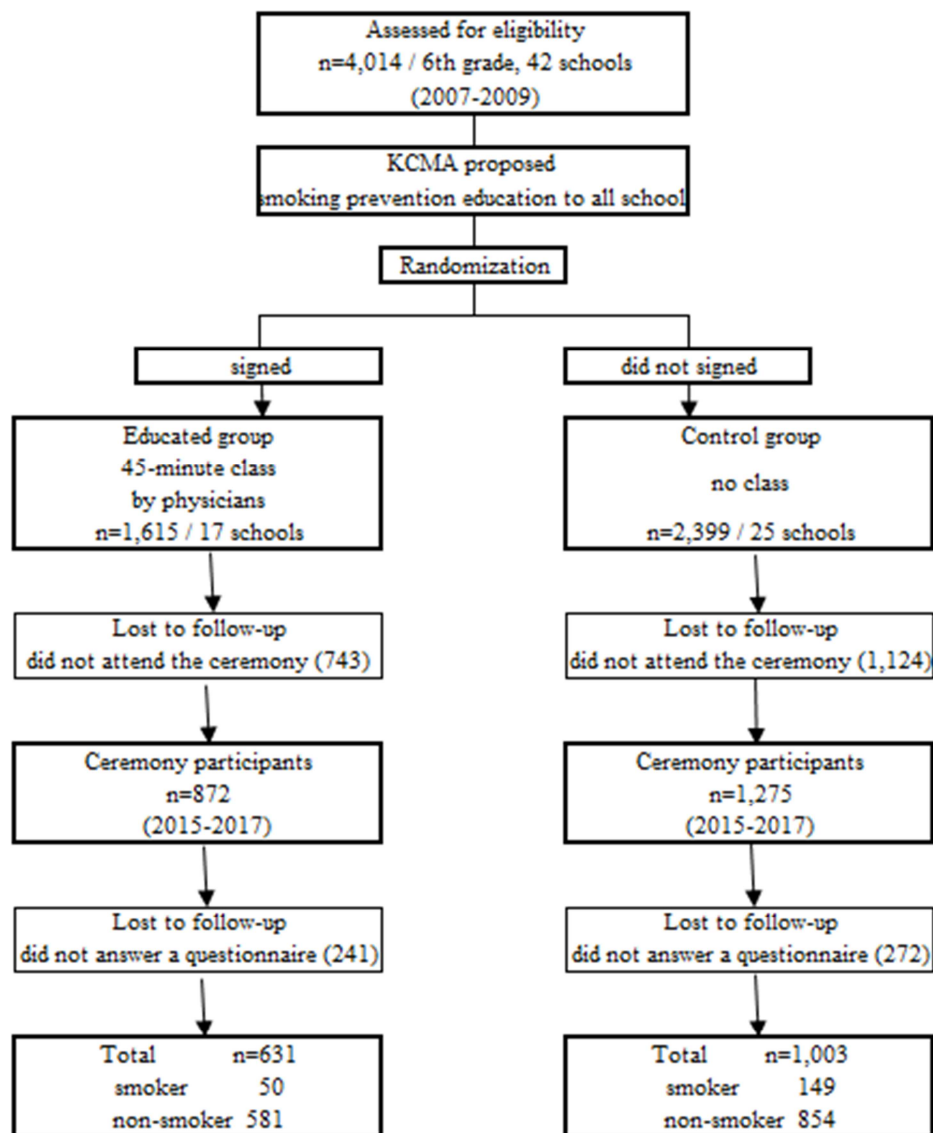 Assessed for eligibility
n=4,014 / 6th grade, 42 schools
(2007-2009)
KCMA proposed
smoking prevention education to all school
Randomization
signed
did not signed
Educated group
45-minute class
by physicians
n=1,615 / 17 schools
Control group
no class
n=2,399 / 25 schools
Lost to follow-up
did not attend the ceremony (743)
Lost to follow-up
did not attend the ceremony (1,124)
Ceremony participants
n=872
(2015-2017)
Ceremony participants
n=1,275
(2015-2017)
Lost to follow-up
did not answer a questionnaire (241)
Lost to follow-up
did not answer a questionnaire (272)
Total n=631
smoker 50
non-smoker 581
Total n=1,003
smoker 149
non-smoker 854